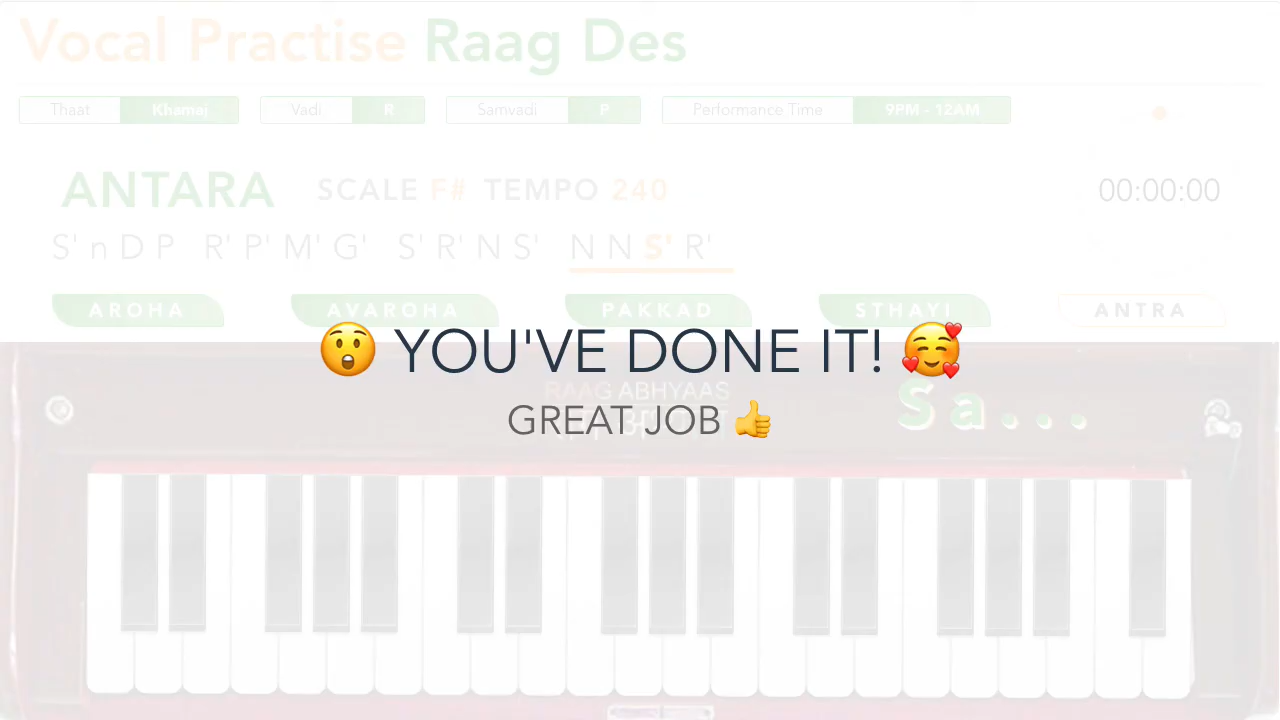 Vocal Practise Raag Des
Thaat Khamaj Vadi R Samvadi P Performance Time 9PM - 12AM
ANTARA SCALE F# TEMPO 240 00:00:00
S' n D P R' P' M' G' S' R' N S' N N S' R'
AROHA AVAROHA PAKKAD STHAYI ANTRA
😲 YOU'VE DONE IT! 🥰
RAAG ABHYAAS
Sa...
GREAT JOB 👍